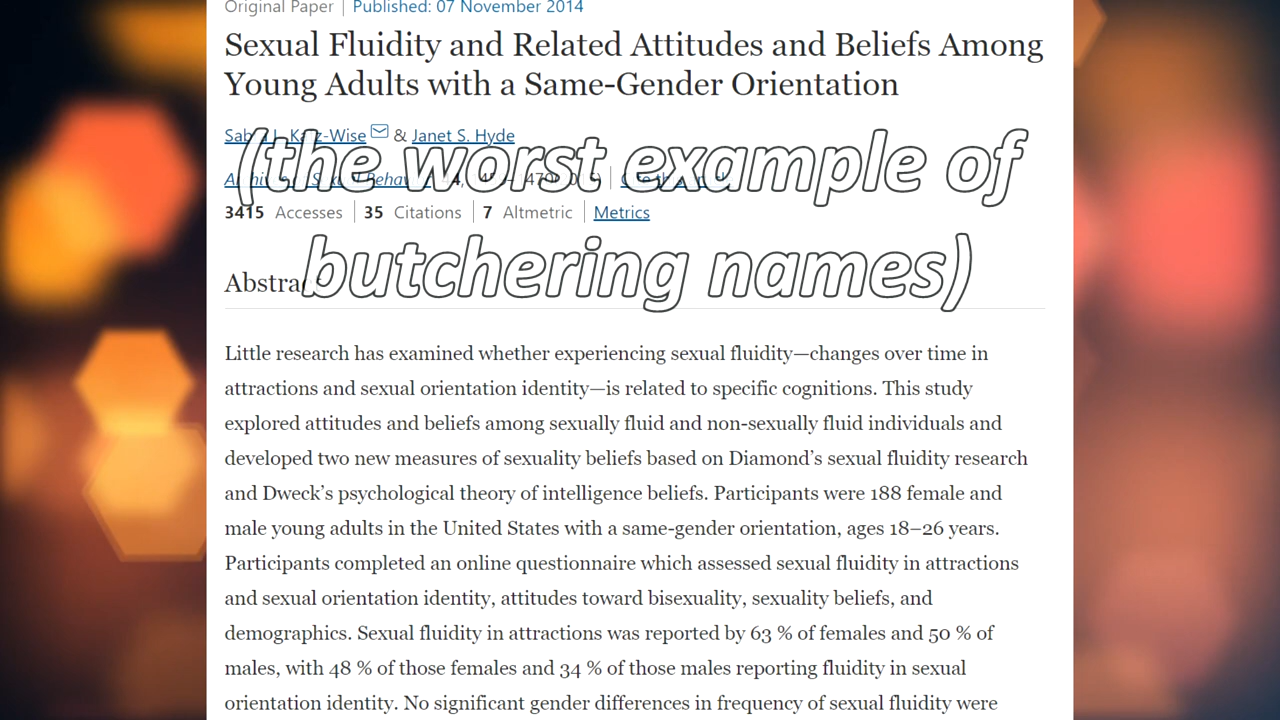 Original Paper | Published: 07 November 2014
Sexual Fluidity and Related Attitudes and Beliefs Among
Young Adults with a Same-Gender Orientation
& Janet S. Hyde
(the worst example of
3415 Accesses | 35 Citations | 7 Altmetric | Metrics
butchering names)
Abstract
Little research has examined whether experiencing sexual fluidity—changes over time in
attractions and sexual orientation identity—is related to specific cognitions. This study
explored attitudes and beliefs among sexually fluid and non-sexually fluid individuals and
developed two new measures of sexuality beliefs based on Diamond’s sexual fluidity research
and Dweck’s psychological theory of intelligence beliefs. Participants were 188 female and
male young adults in the United States with a same-gender orientation, ages 18–26 years.
Participants completed an online questionnaire which assessed sexual fluidity in attractions
and sexual orientation identity, attitudes toward bisexuality, sexuality beliefs, and
demographics. Sexual fluidity in attractions was reported by 63 % of females and 50 % of
males, with 48 % of those females and 34 % of those males reporting fluidity in sexual
orientation identity. No significant gender differences in frequency of sexual fluidity were